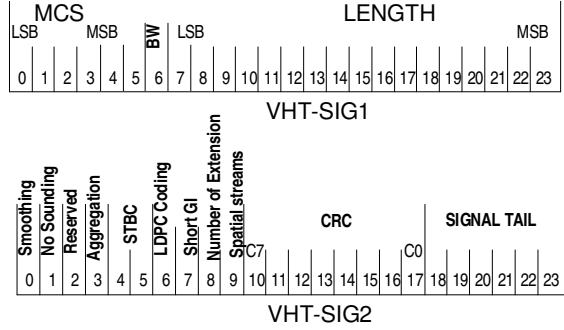 MCS LENGTH
LSB MSB BW LSB MSB
0 1 2 3 4 5 6 7 8 9 10 11 12 13 14 15 16 17 18 19 20 21 22 23
VHT-SIG1
Smoothing
No Sounding
Reserved
Aggregation
STBC
LDPC Coding
Short GI
Number of Extension
Spatial streams
CRC SIGNAL TAIL
C7 C0
0 1 2 3 4 5 6 7 8 9 10 11 12 13 14 15 16 17 18 19 20 21 22 23
VHT-SIG2